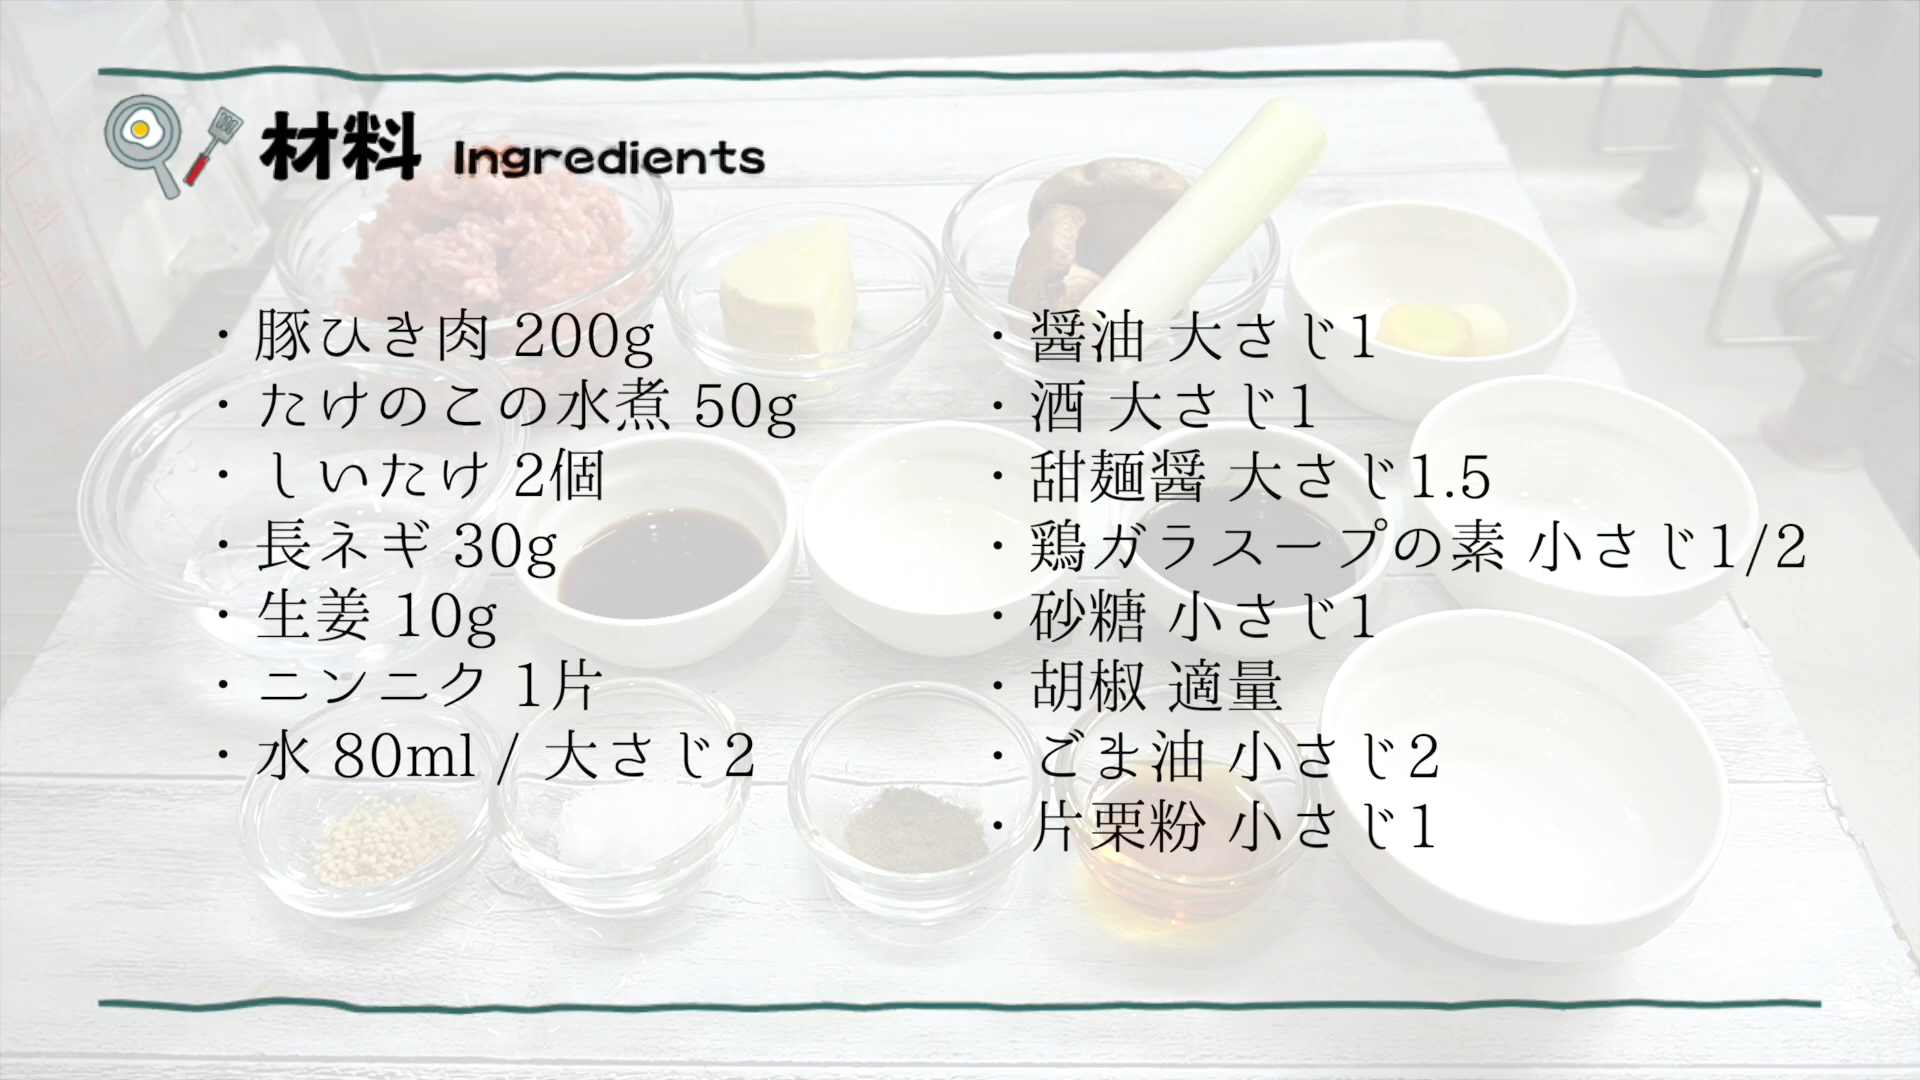 材料 Ingredients
・豚ひき肉 200g
・たけのこの水煮 50g
・しいたけ 2個
・長ネギ 30g
・生姜 10g
・ニンニク 1片
・水 80ml / 大さじ2
・醤油 大さじ1
・酒 大さじ1
・甜麺醤 大さじ1.5
・鶏ガラスープの素 小さじ1/2
・砂糖 小さじ1
・胡椒 適量
・ごま油 小さじ2
・片栗粉 小さじ1